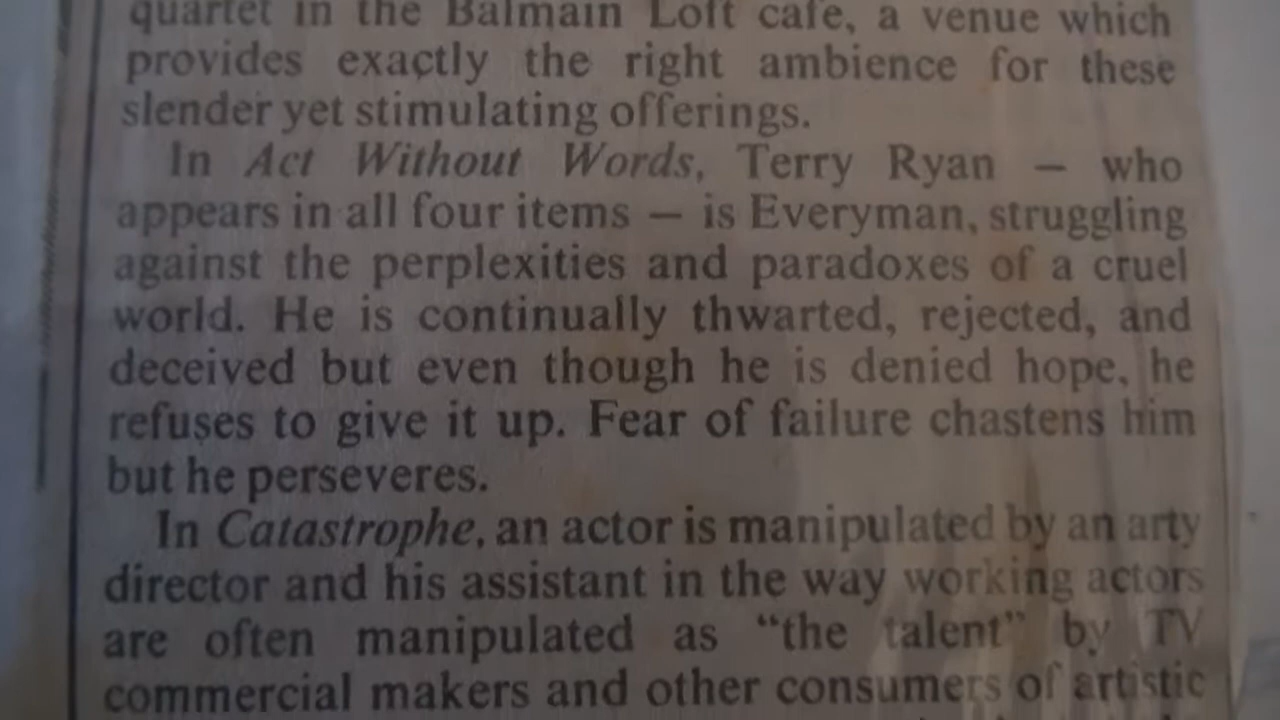 quartet in the Balmain Loft cafe, a venue which
provides exactly the right ambience for these
slender yet stimulating offerings.
In Act Without Words, Terry Ryan — who
appears in all four items — is Everyman, struggling
against the perplexities and paradoxes of a cruel
world. He is continually thwarted, rejected, and
deceived but even though he is denied hope, he
refuses to give it up. Fear of failure chastens him
but he perseveres.
In Catastrophe, an actor is manipulated by an arty
director and his assistant in the way working actors
are often manipulated as “the talent” by TV
commercial makers and other consumers of artistic